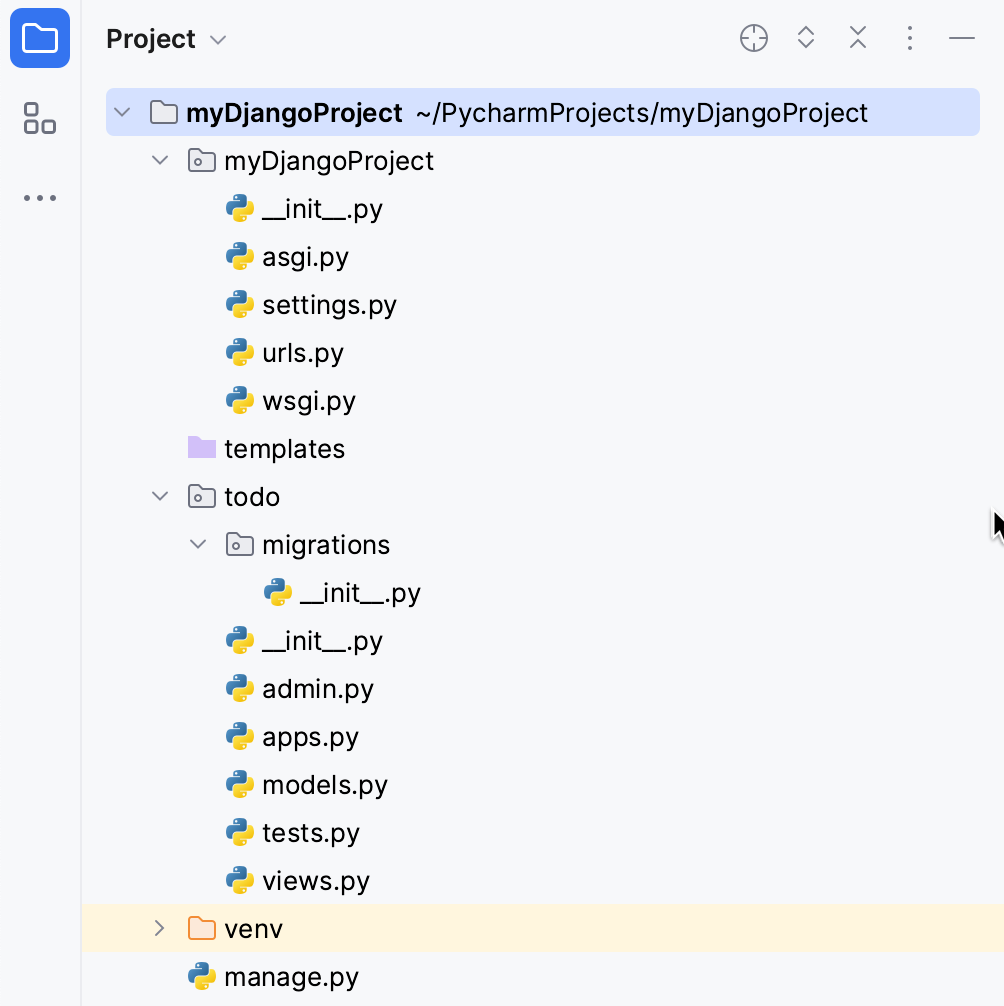 Project
myDjangoProject ~/PycharmProjects/myDjangoProject
myDjangoProject
__init__.py
asgi.py
settings.py
urls.py
wsgi.py
templates
todo
migrations
__init__.py
__init__.py
admin.py
apps.py
models.py
tests.py
views.py
venv
manage.py